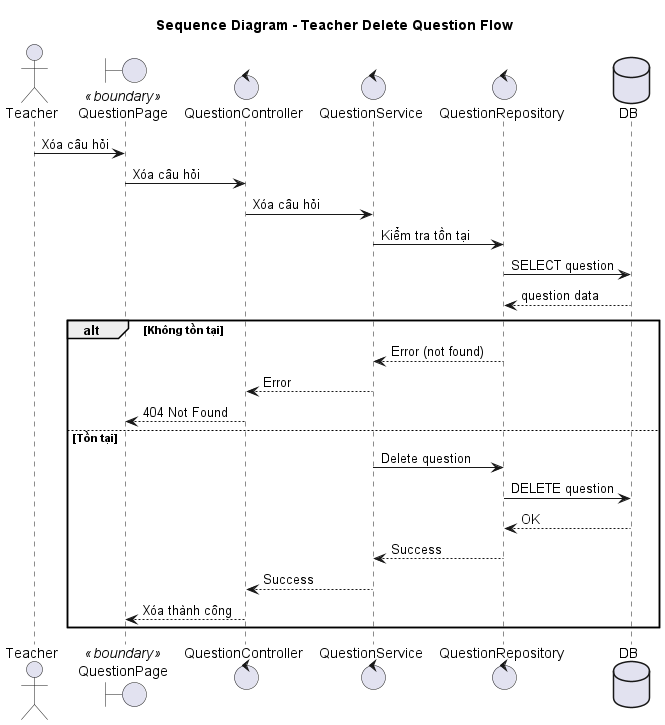 Sequence Diagram - Teacher Delete Question Flow
«boundary»
Teacher QuestionPage QuestionController QuestionService QuestionRepository DB
Xóa câu hỏi
Xóa câu hỏi
Xóa câu hỏi
Kiểm tra tồn tại
SELECT question
question data
alt [Không tồn tại]
Error (not found)
Error
404 Not Found
[Tồn tại]
Delete question
DELETE question
OK
Success
Success
Xóa thành công
Teacher «boundary» QuestionController QuestionService QuestionRepository DB
QuestionPage